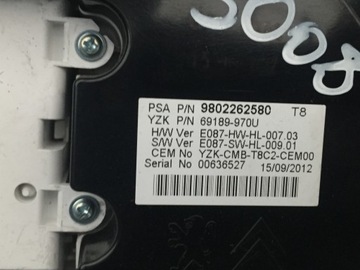 3008
PSA P/N 9802262580 T8
YZK P/N 69189-970U
H/W Ver E087-HW-HL-007.03
S/W Ver E087-SW-HL-009.01
CEM No YZK-CMB-T8C2-CEM00
Serial No 00636527 15/09/2012